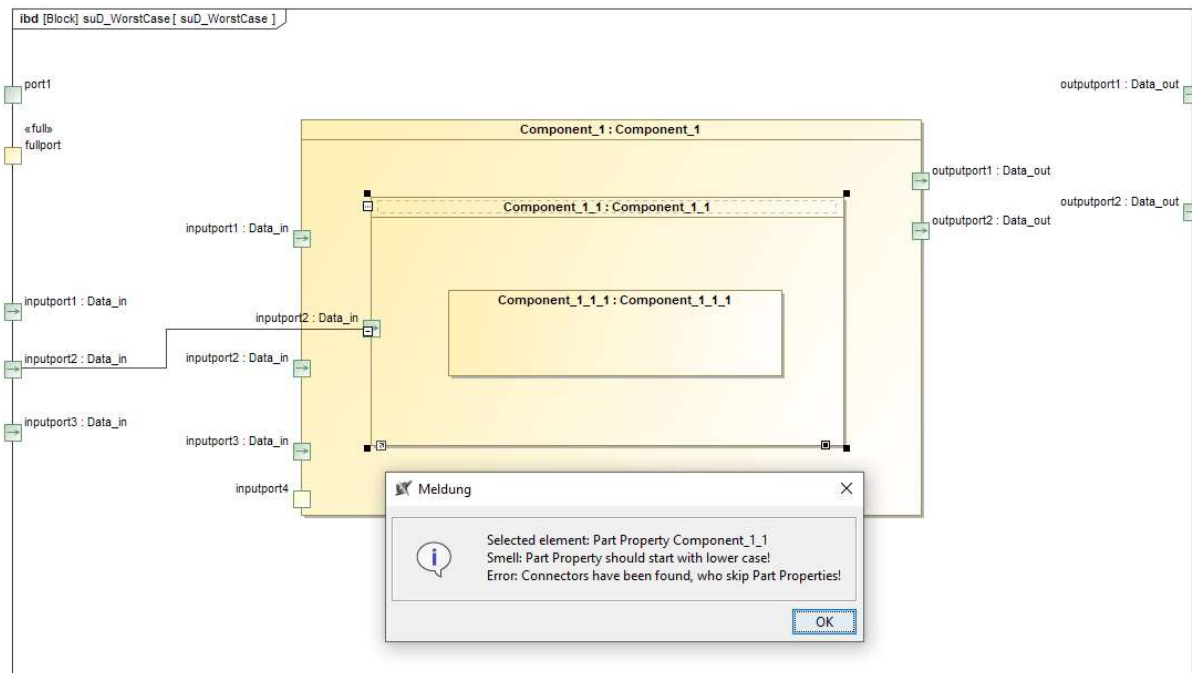 ibd [Block] suD_WorstCase [ suD_WorstCase ]
port1
outputport1 : Data_out
«full»
fullport
Component_1 : Component_1
outputport1 : Data_out
Component_1_1 : Component_1_1
outputport2 : Data_out
outputport2 : Data_out
inputport1 : Data_in
Component_1_1_1 : Component_1_1_1
inputport1 : Data_in
inputport2 : Data_in
inputport2 : Data_in
inputport2 : Data_in
inputport3 : Data_in
inputport3 : Data_in
inputport4
Meldung
Selected element: Part Property Component_1_1
Smell: Part Property should start with lower case!
Error: Connectors have been found, who skip Part Properties!
OK